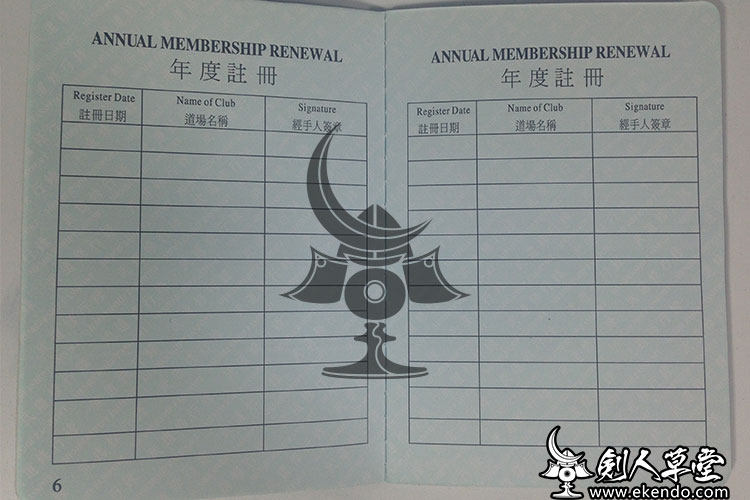 ANNUAL MEMBERSHIP RENEWAL
年度註冊
Register Date Name of Club Signature
註冊日期 道場名稱 經手人簽章
6
ANNUAL MEMBERSHIP RENEWAL
年度註冊
Register Date Name of Club Signature
註冊日期 道場名稱 經手人簽章
劍人草堂
www.ekendo.com